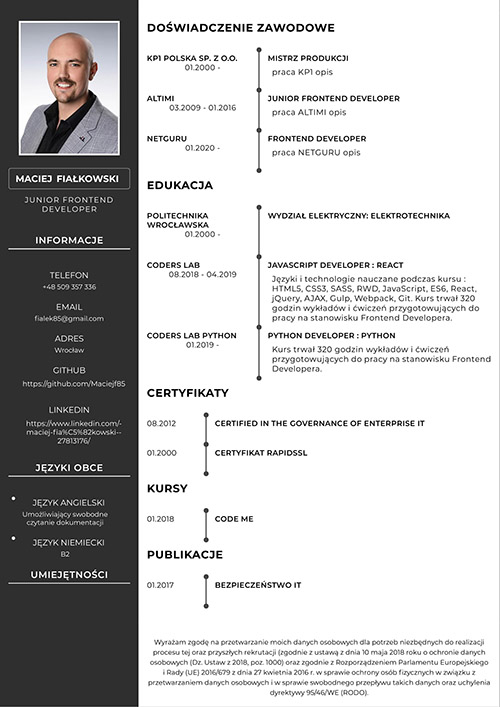 MACIEJ FIAŁKOWSKI
JUNIOR FRONTEND
DEVELOPER
INFORMACJE
TELEFON
+48 509 357 336
EMAIL
fialek85@gmail.com
ADRES
Wrocław
GITHUB
https://github.com/Maciejf85
LINKEDIN
https://www.linkedin.com/-
maciej-fia%C5%82kowski--
27813176/
JĘZYKI OBCE
JĘZYK ANGIELSKI
Umożliwiający swobodne
czytanie dokumentacji
JĘZYK NIEMIECKI
B2
UMIEJĘTNOŚCI
DOŚWIADCZENIE ZAWODOWE
KP1 POLSKA SP. Z O.O.
01.2000 -
MISTRZ PRODUKCJI
praca KP1 opis
ALTIMI
03.2009 - 01.2016
JUNIOR FRONTEND DEVELOPER
praca ALTIMI opis
NETGURU
01.2020 -
FRONTEND DEVELOPER
praca NETGURU opis
EDUKACJA
POLITECHNIKA
WROCŁAWSKA
01.2000 -
WYDZIAŁ ELEKTRYCZNY: ELEKTROTECHNIKA
CODERS LAB
08.2018 - 04.2019
JAVASCRIPT DEVELOPER : REACT
Języki i technologie nauczane podczas kursu :
HTML5, CSS3, SASS, RWD, JavaScript, ES6, React,
jQuery, AJAX, Gulp, Webpack, Git. Kurs trwał 320
godzin wykładów i ćwiczeń przygotowujących do
pracy na stanowisku Frontend Developera.
CODERS LAB PYTHON
01.2019 -
PYTHON DEVELOPER : PYTHON
Kurs trwał 320 godzin wykładów i ćwiczeń
przygotowujących do pracy na stanowisku Frontend
Developera.
CERTYFIKATY
08.2012
CERTIFIED IN THE GOVERNANCE OF ENTERPRISE IT
01.2000
CERTYFIKAT RAPIDSSL
KURSY
01.2018
CODE ME
PUBLIKACJE
01.2017
BEZPIECZEŃSTWO IT
Wyrażam zgodę na przetwarzanie moich danych osobowych dla potrzeb niezbędnych do realizacji
procesu tej oraz przyszłych rekrutacji (zgodnie z ustawą z dnia 10 maja 2018 roku o ochronie danych
osobowych (Dz. Ustaw z 2018, poz. 1000) oraz zgodnie z Rozporządzeniem Parlamentu Europejskiego
i Rady (UE) 2016/679 z dnia 27 kwietnia 2016 r. w sprawie ochrony osób fizycznych w związku z
przetwarzaniem danych osobowych i w sprawie swobodnego przepływu takich danych oraz uchylenia
dyrektywy 95/46/WE (RODO).